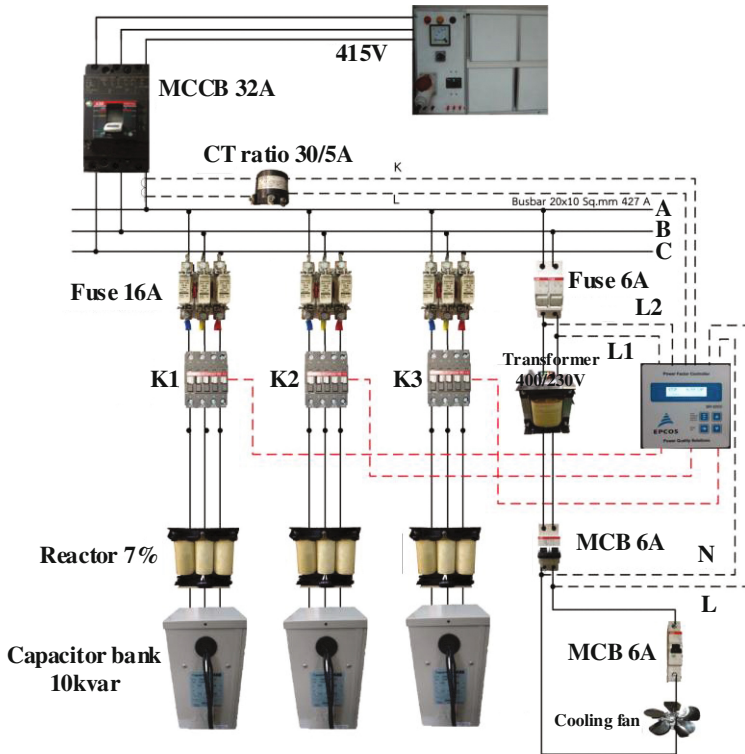 415V
MCCB 32A
CT ratio 30/5A
K
L
Busbar 20x10 Sq.mm 427 A
A
B
C
Fuse 16A
Fuse 6A
L2
L1
Transformer
400/230V
K1
K2
K3
Power Factor Controller
EPCOS
Power Quality Solutions
Reactor 7%
MCB 6A
N
L
Capacitor bank
10kvar
MCB 6A
Cooling fan